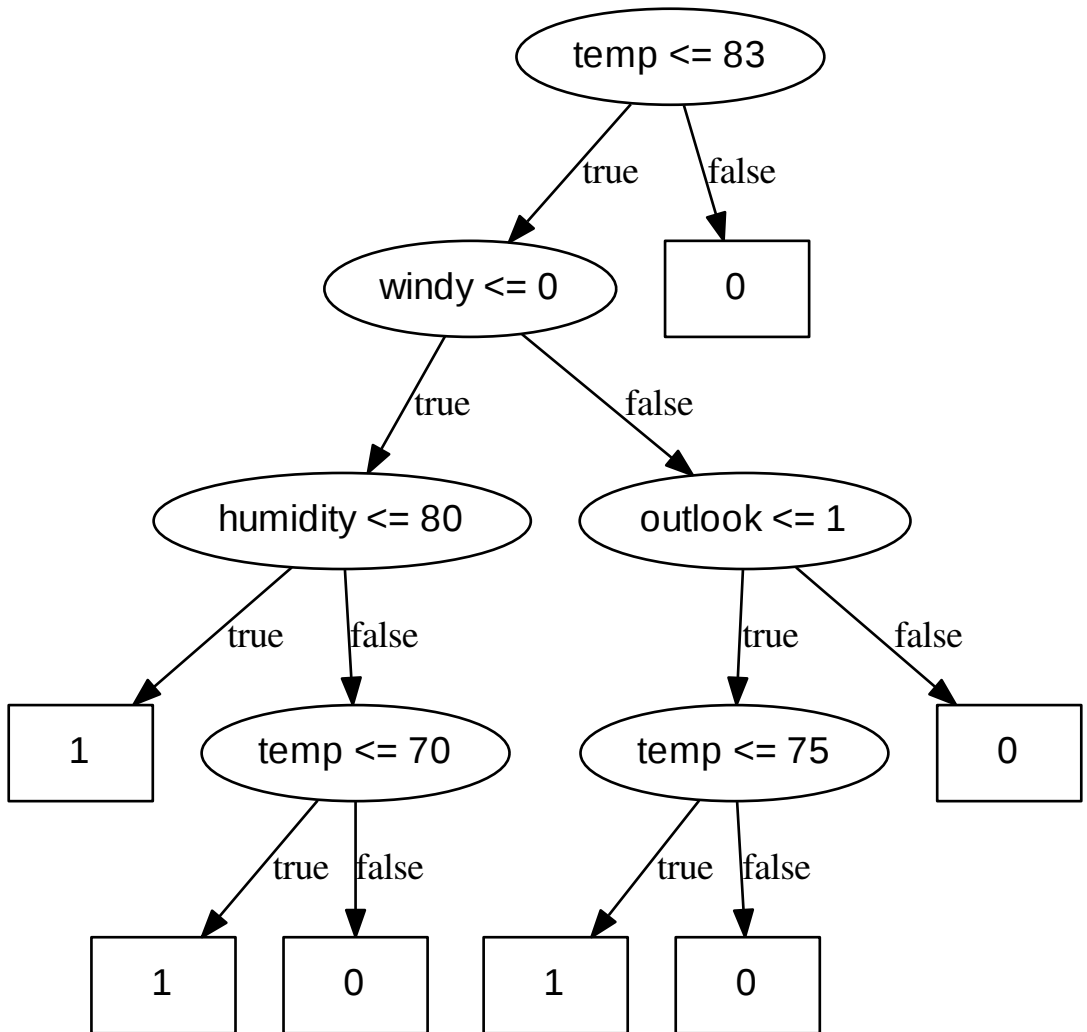 temp <= 83
true
false
windy <= 0
0
true
false
humidity <= 80
outlook <= 1
true
false
true
false
1
temp <= 70
temp <= 75
0
true
false
true
false
1
0
1
0